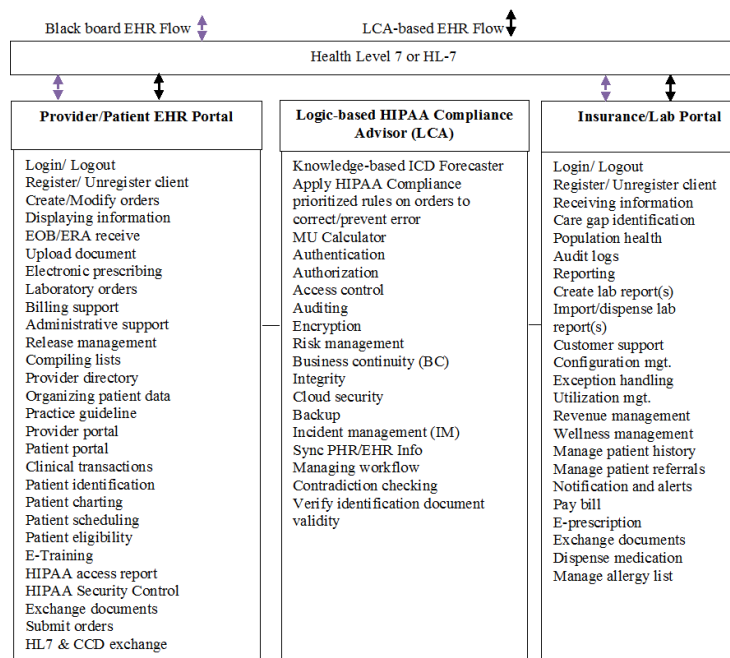 Black board EHR Flow
LCA-based EHR Flow
Health Level 7 or HL-7
Provider/Patient EHR Portal
Login/ Logout
Register/ Unregister client
Create/Modify orders
Displaying information
EOB/ERA receive
Upload document
Electronic prescribing
Laboratory orders
Billing support
Administrative support
Release management
Compiling lists
Provider directory
Organizing patient data
Practice guideline
Provider portal
Patient portal
Clinical transactions
Patient identification
Patient charting
Patient scheduling
Patient eligibility
E-Training
HIPAA access report
HIPAA Security Control
Exchange documents
Submit orders
HL7 & CCD exchange
Logic-based HIPAA Compliance
Advisor (LCA)
Knowledge-based ICD Forecaster
Apply HIPAA Compliance
prioritized rules on orders to
correct/prevent error
MU Calculator
Authentication
Authorization
Access control
Auditing
Encryption
Risk management
Business continuity (BC)
Integrity
Cloud security
Backup
Incident management (IM)
Sync PHR/EHR Info
Managing workflow
Contradiction checking
Verify identification document
validity
Insurance/Lab Portal
Login/ Logout
Register/ Unregister client
Receiving information
Care gap identification
Population health
Audit logs
Reporting
Create lab report(s)
Import/dispense lab
report(s)
Customer support
Configuration mgt.
Exception handling
Utilization mgt.
Revenue management
Wellness management
Manage patient history
Manage patient referrals
Notification and alerts
Pay bill
E-prescription
Exchange documents
Dispense medication
Manage allergy list